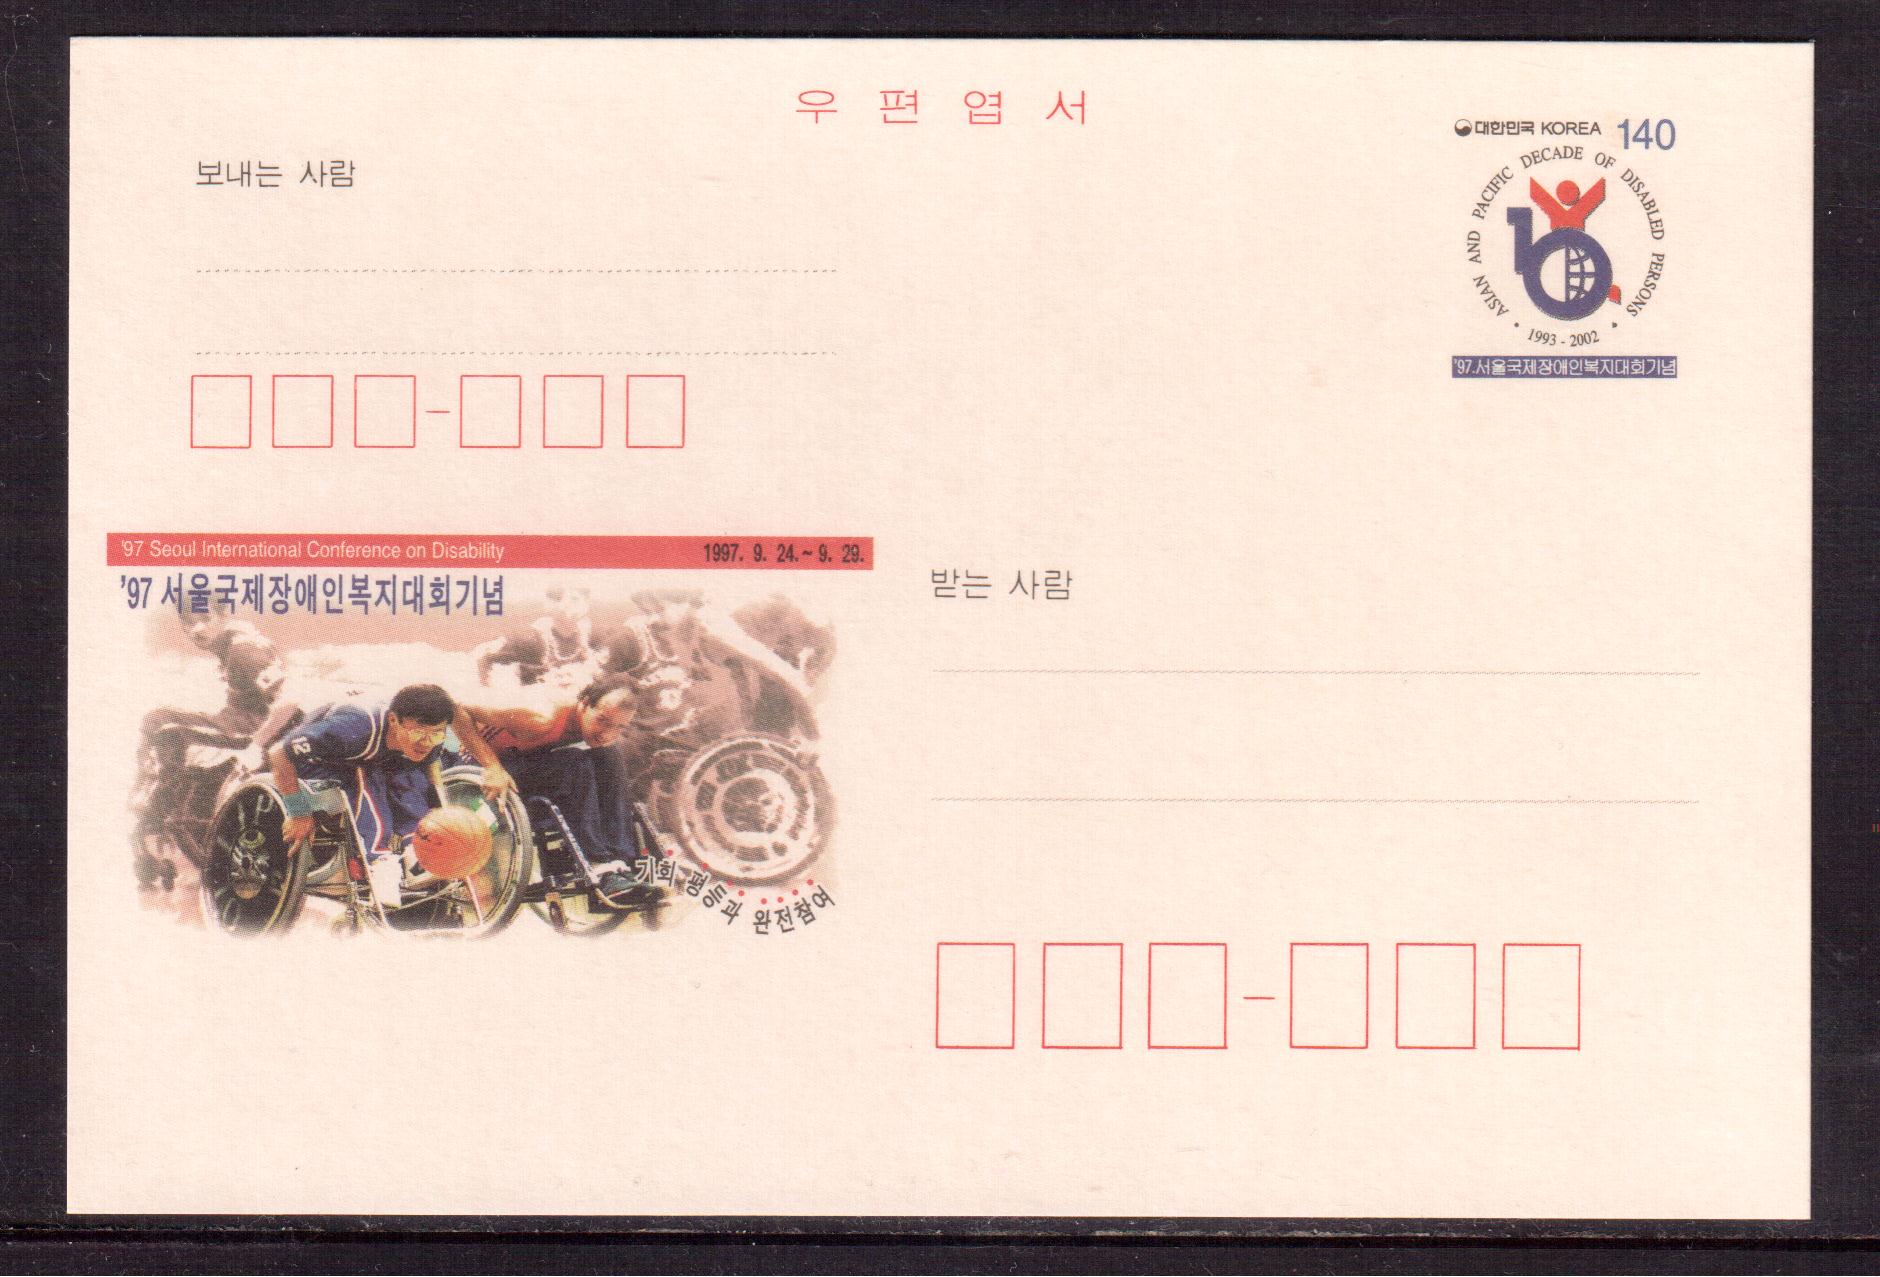 우 편 엽 서
대한민국 KOREA 140
보내는 사람
ASIAN AND PACIFIC DECADE OF DISABLED PERSONS
• 1993 - 2002 •
'97.서울국제장애인복지대회기념
'97 Seoul International Conference on Disability 1997. 9. 24.~ 9. 29.
'97 서울국제장애인복지대회기념
받는 사람
12
기회 평등과 완전참여